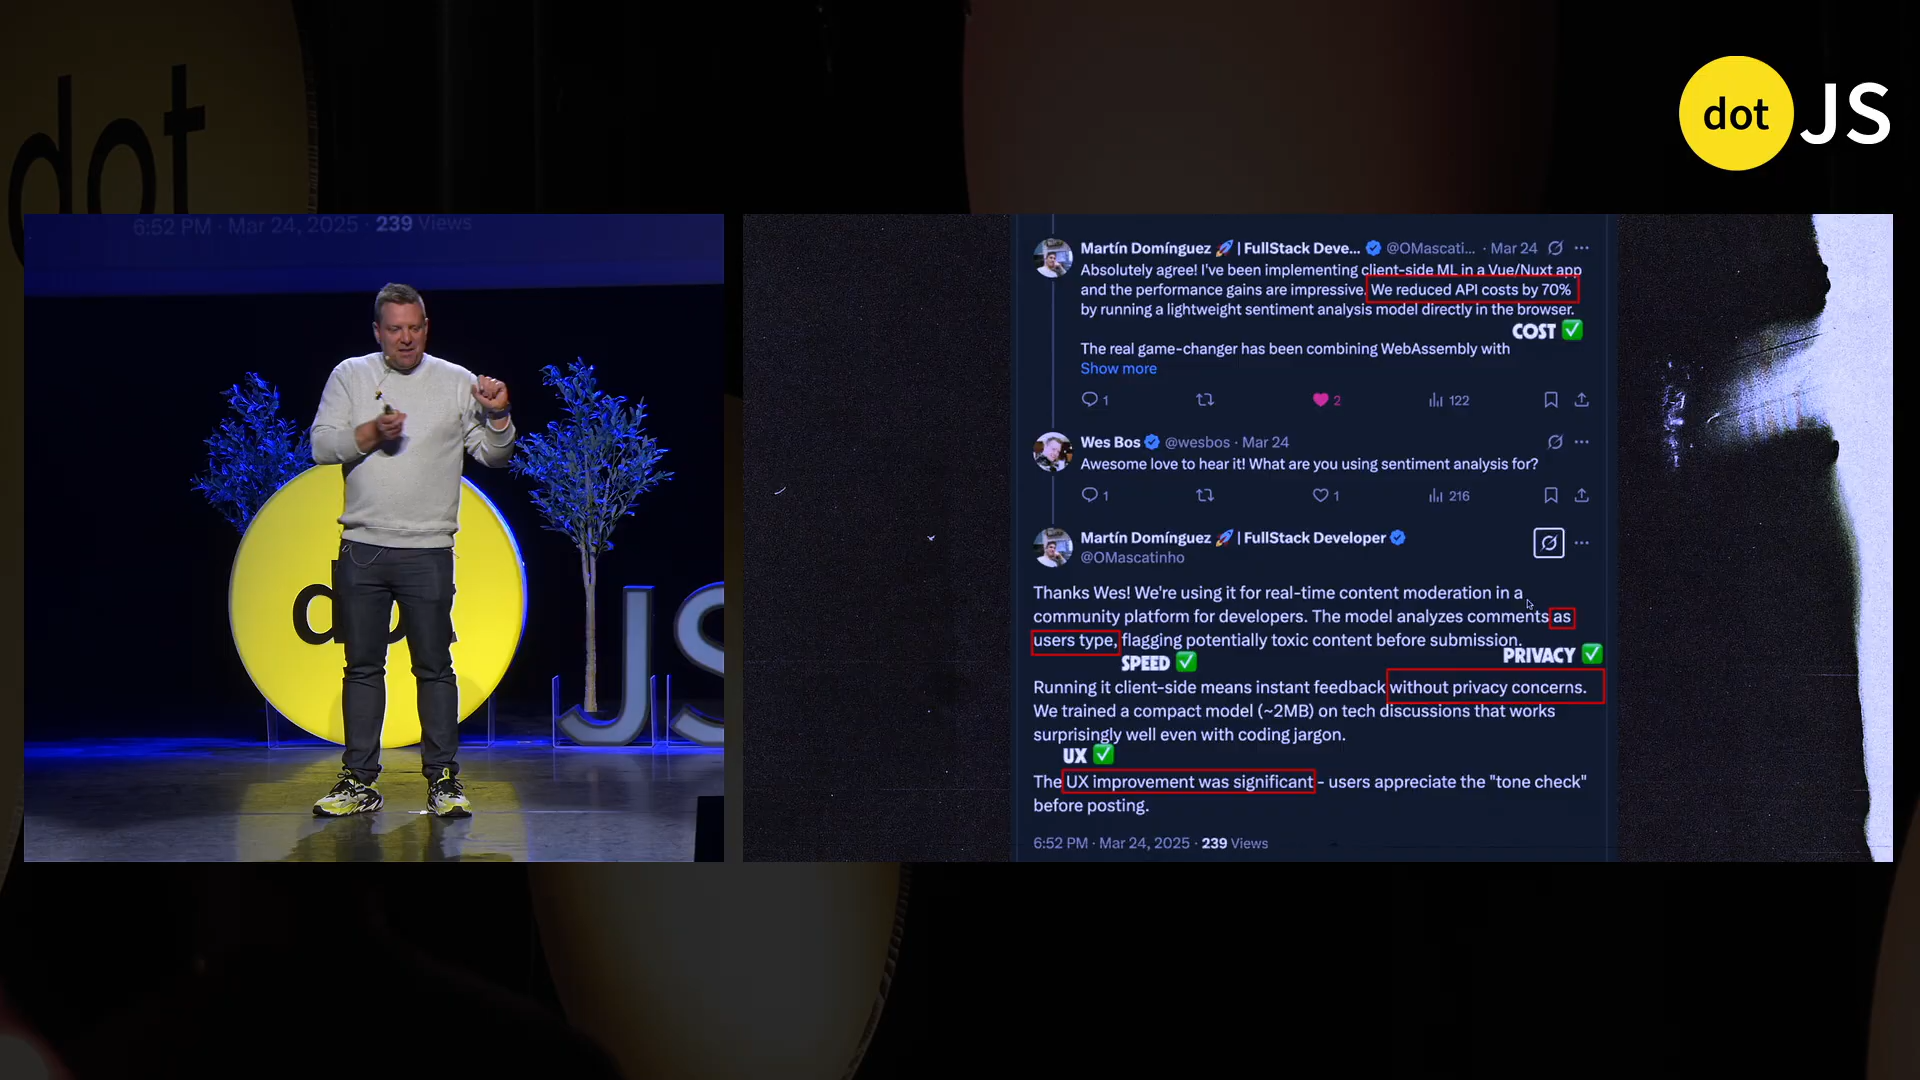 dot
dot JS
6:52 PM · Mar 24, 2025 · 239 Views
dot
JS
Martín Domínguez 🚀 | FullStack Deve... @OMascati... · Mar 24
Absolutely agree! I've been implementing client-side ML in a Vue/Nuxt app
and the performance gains are impressive. We reduced API costs by 70%
by running a lightweight sentiment analysis model directly in the browser.
COST ✅
The real game-changer has been combining WebAssembly with
Show more
1 2 122
Wes Bos @wesbos · Mar 24
Awesome love to hear it! What are you using sentiment analysis for?
1 1 216
Martín Domínguez 🚀 | FullStack Developer
@OMascatinho
Thanks Wes! We're using it for real-time content moderation in a
community platform for developers. The model analyzes comments as
users type, flagging potentially toxic content before submission.
SPEED ✅ PRIVACY ✅
Running it client-side means instant feedback without privacy concerns.
We trained a compact model (~2MB) on tech discussions that works
surprisingly well even with coding jargon.
UX ✅
The UX improvement was significant – users appreciate the "tone check"
before posting.
6:52 PM · Mar 24, 2025 · 239 Views